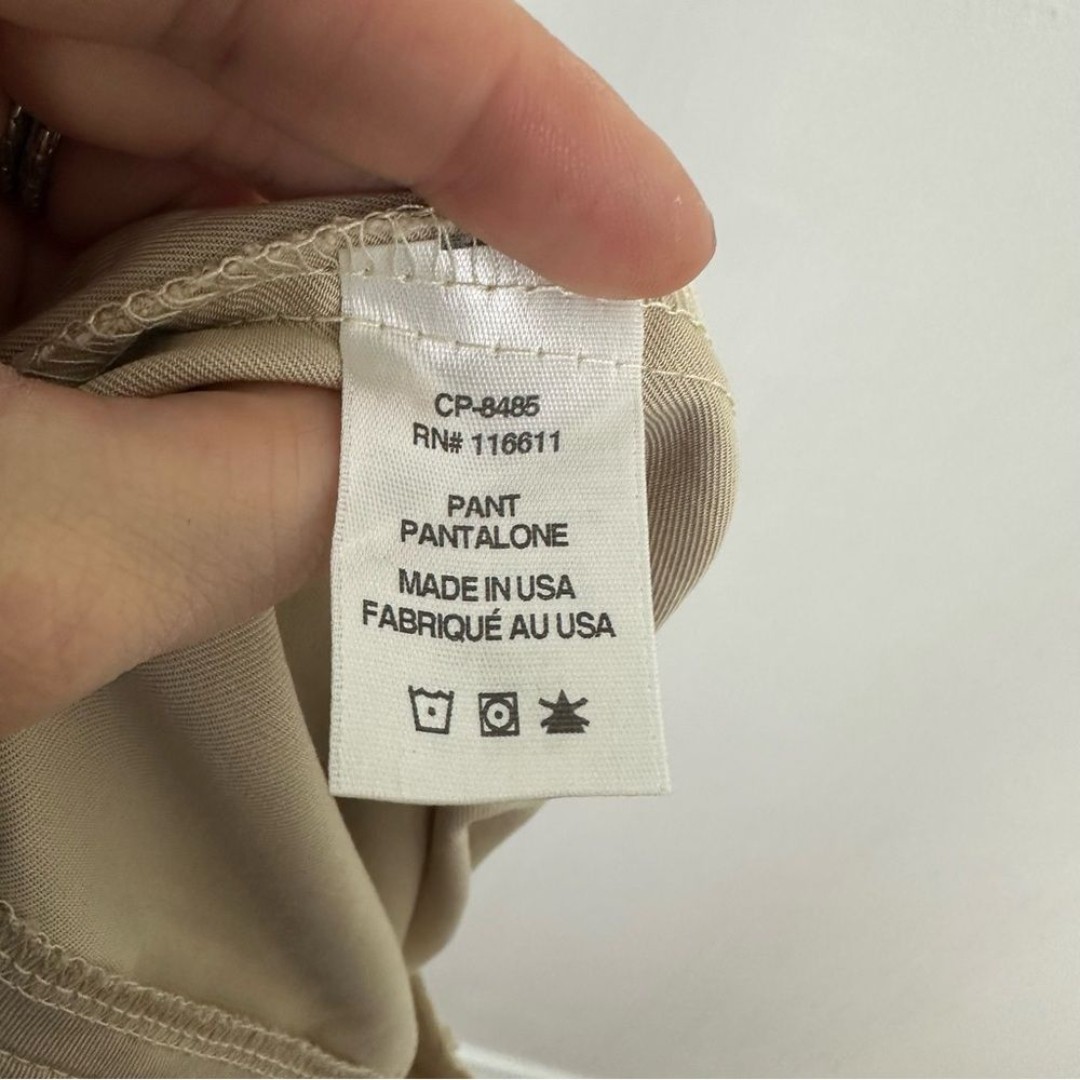 CP-8485
RN# 116611
PANT
PANTALONE
MADE IN USA
FABRIQUÉ AU USA